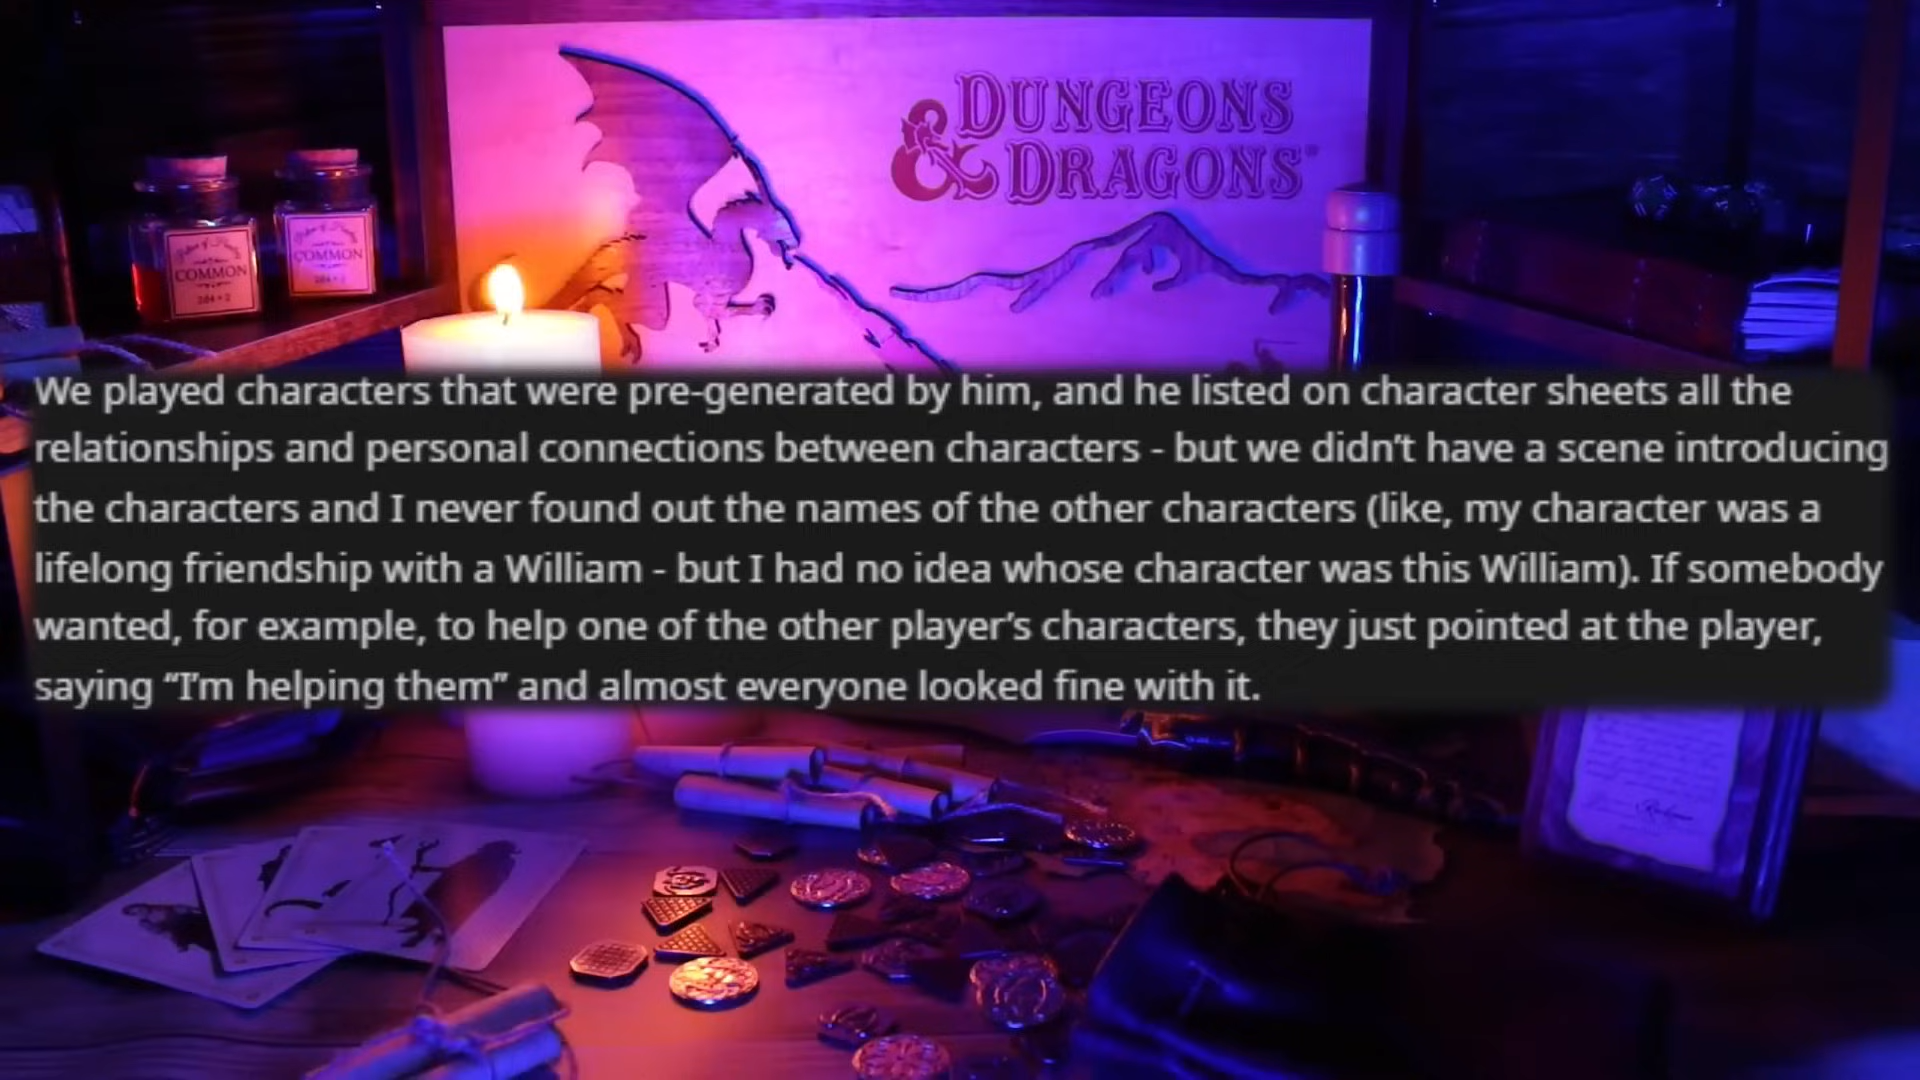 DUNGEONS
& DRAGONS
COMMON
COMMON
2d4 + 2
We played characters that were pre-generated by him, and he listed on character sheets all the
relationships and personal connections between characters - but we didn't have a scene introducing
the characters and I never found out the names of the other characters (like, my character was a
lifelong friendship with a William - but I had no idea whose character was this William). If somebody
wanted, for example, to help one of the other player's characters, they just pointed at the player,
saying “I'm helping them” and almost everyone looked fine with it.